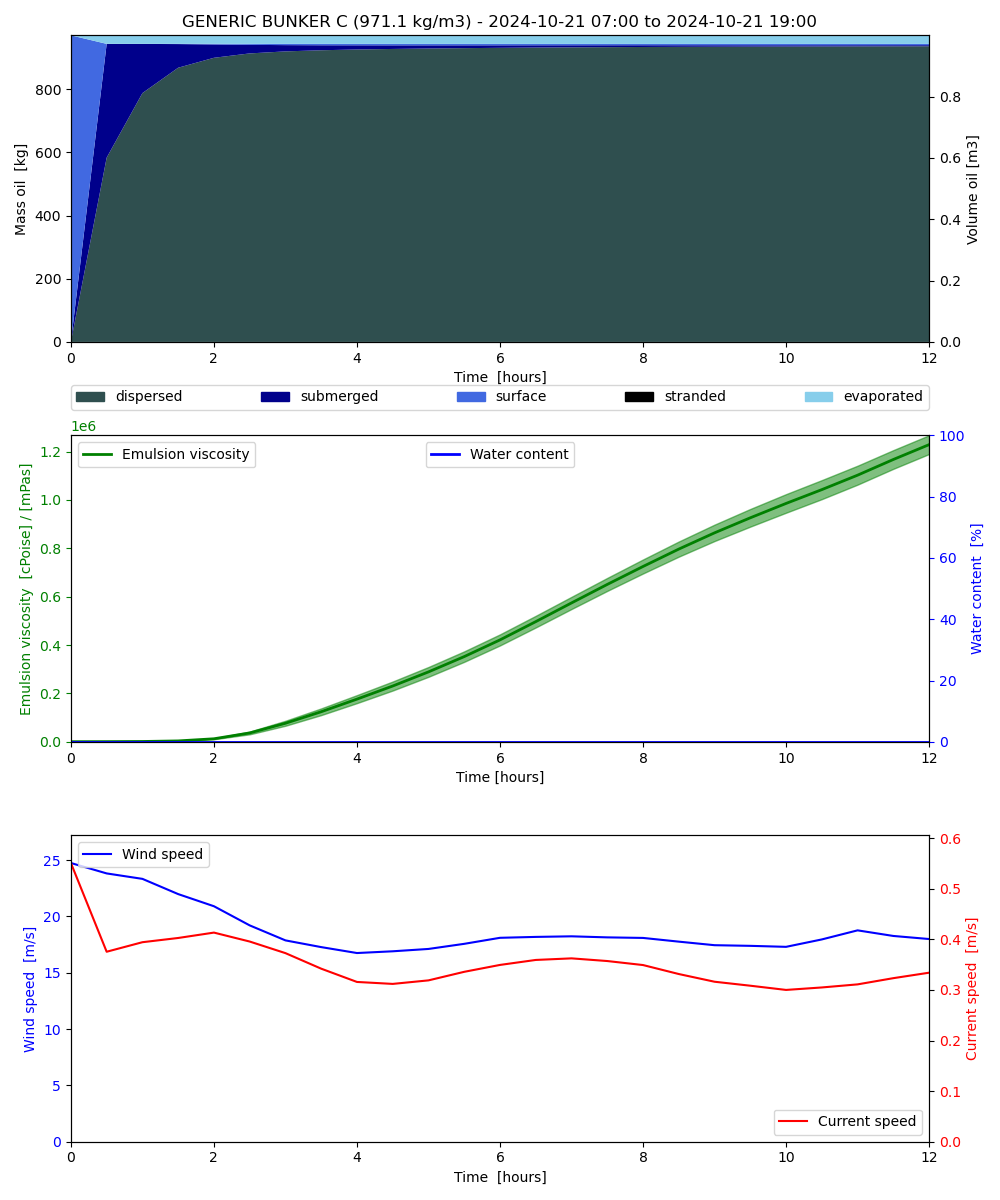 GENERIC BUNKER C (971.1 kg/m3) - 2024-10-21 07:00 to 2024-10-21 19:00
Mass oil [kg]
0
200
400
600
800
Volume oil [m3]
0.0
0.2
0.4
0.6
0.8
0 2 4 6 8 10 12
Time [hours]
dispersed submerged surface stranded evaporated
1e6
Emulsion viscosity Water content
Emulsion viscosity [cPoise] / [mPas]
0.0
0.2
0.4
0.6
0.8
1.0
1.2
Water content [%]
0
20
40
60
80
100
0 2 4 6 8 10 12
Time [hours]
Wind speed
Wind speed [m/s]
0
5
10
15
20
25
Current speed [m/s]
0.0
0.1
0.2
0.3
0.4
0.5
0.6
Current speed
0 2 4 6 8 10 12
Time [hours]